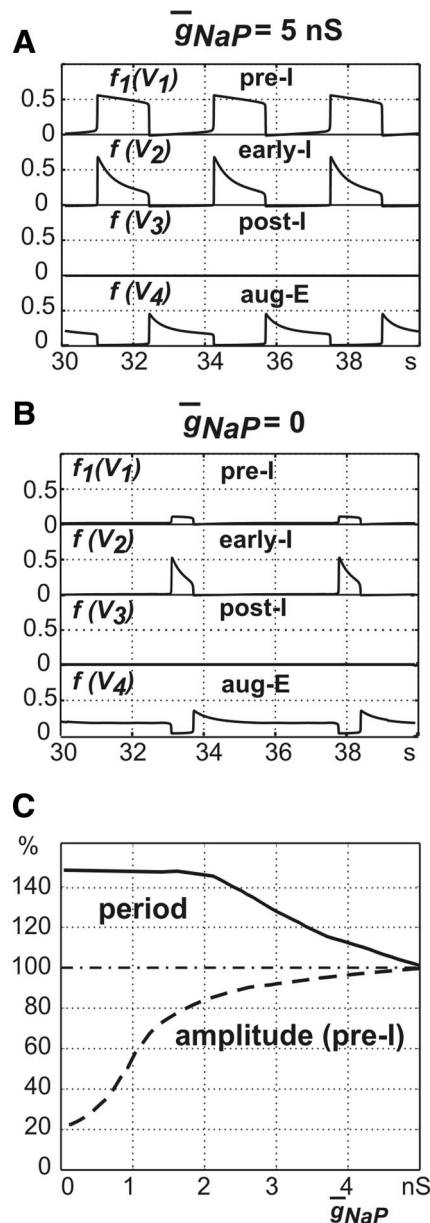 A
g̅NaP = 5 nS
f1(V1) pre-I
0.5
0
f (V2) early-I
0.5
0
f (V3) post-I
0.5
0
f (V4) aug-E
0.5
0
30 32 34 36 38 s
B
g̅NaP = 0
f1(V1) pre-I
0.5
0
f (V2) early-I
0.5
0
f (V3) post-I
0.5
0
f (V4) aug-E
0.5
0
30 32 34 36 38 s
C
%
140
period
120
100
80
amplitude (pre-I)
60
40
20
0
0 1 2 3 4 nS
g̅NaP